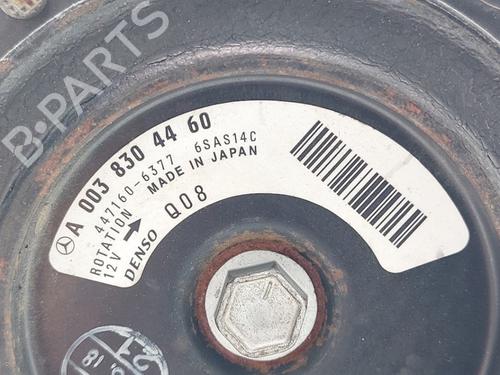 B-PARTS
A 003 830 44 60
447160-6377 6SAS14C
ROTATION MADE IN JAPAN
12V
DENSO Q08